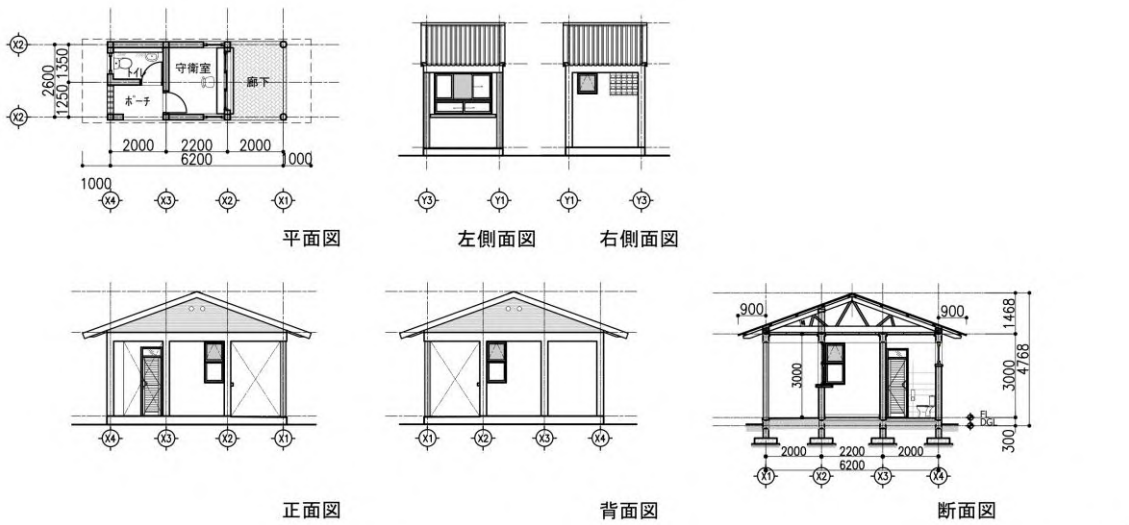 X2
1350
2600
1250
X2
トイレ
守衛室
廊下
ポーチ
2000
2200
2000
6200
1000
1000
X4
X3
X2
X1
平面図
Y3
Y1
左側面図
Y1
Y3
右側面図
X4
X3
X2
X1
正面図
X1
X2
X3
X4
背面図
900
900
1468
3000
3000
4768
FL
DGL
300
2000
2200
2000
6200
X1
X2
X3
X4
断面図